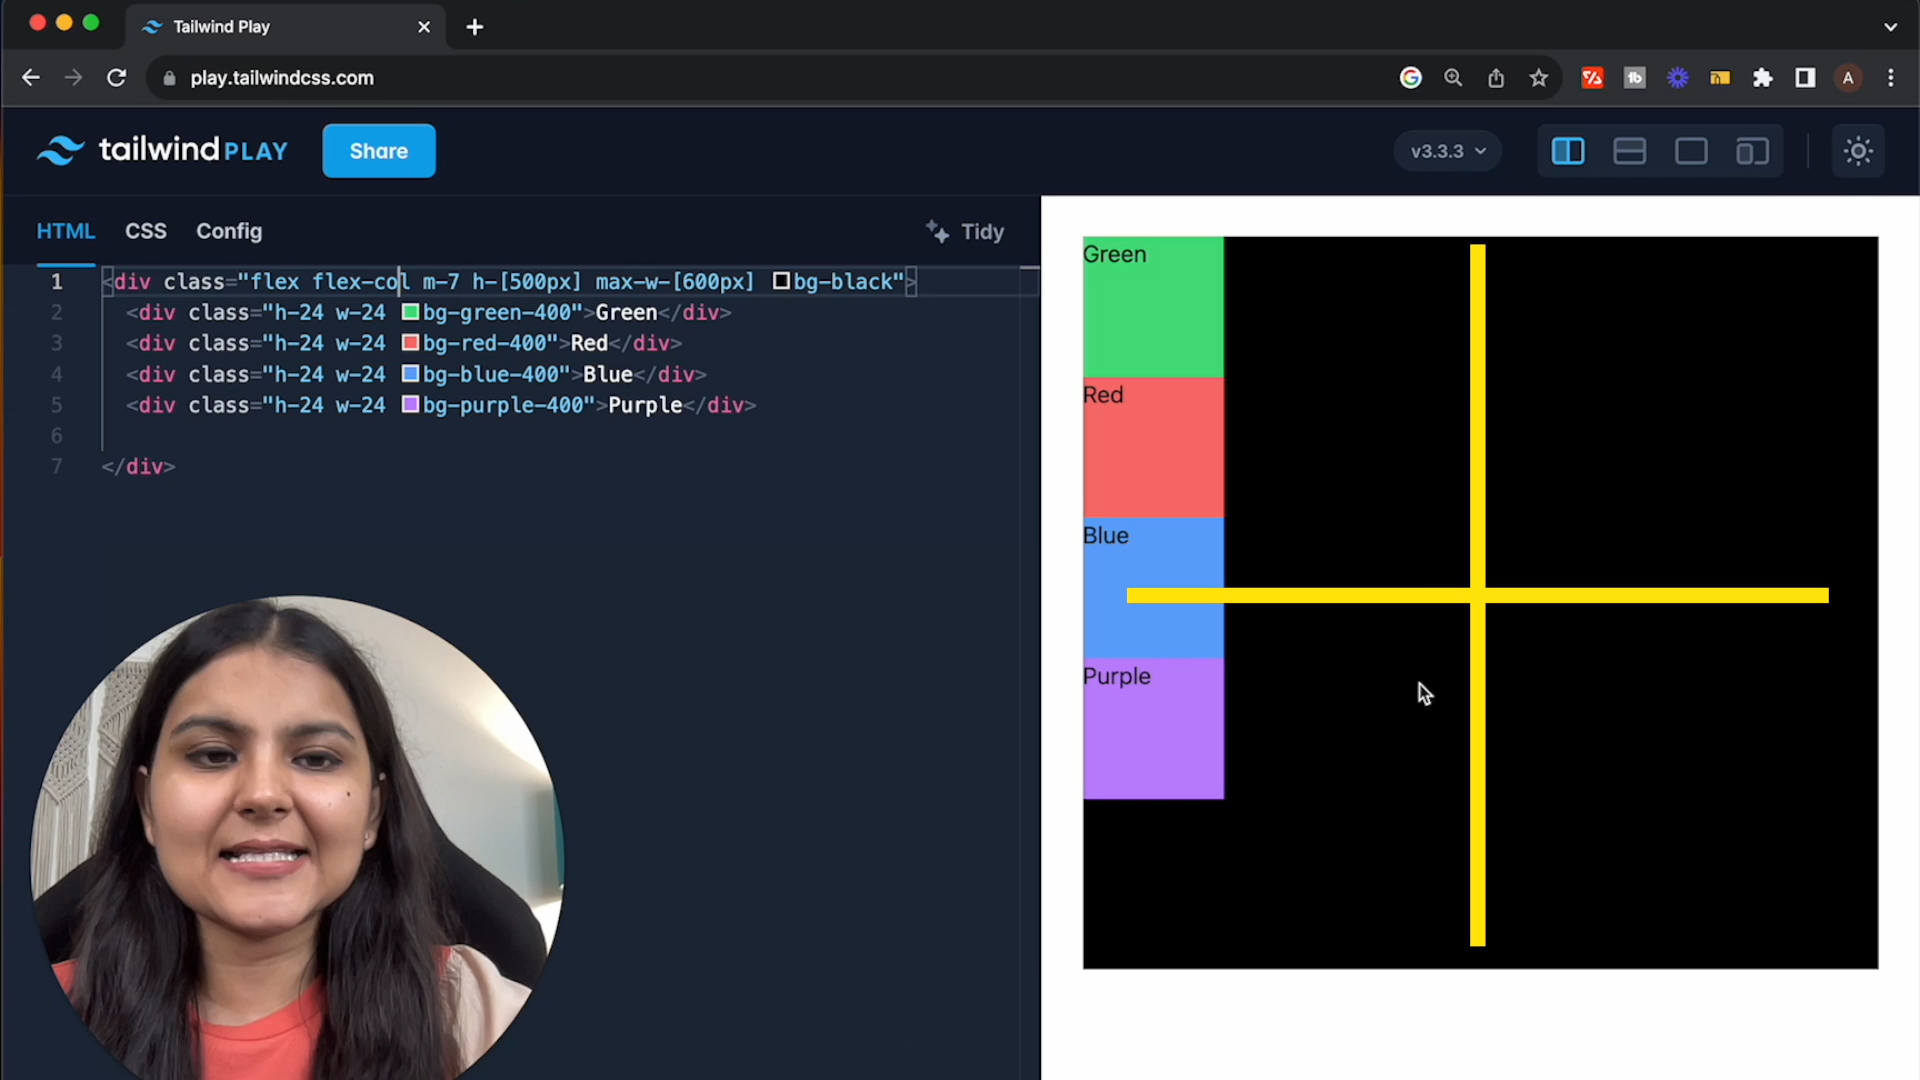 Tailwind Play
play.tailwindcss.com
A
tailwind PLAY
Share
v3.3.3
HTML CSS Config
Tidy
1 <div class="flex flex-col m-7 h-[500px] max-w-[600px] bg-black">
2 <div class="h-24 w-24 bg-green-400">Green</div>
3 <div class="h-24 w-24 bg-red-400">Red</div>
4 <div class="h-24 w-24 bg-blue-400">Blue</div>
5 <div class="h-24 w-24 bg-purple-400">Purple</div>
6
7 </div>
Green
Red
Blue
Purple